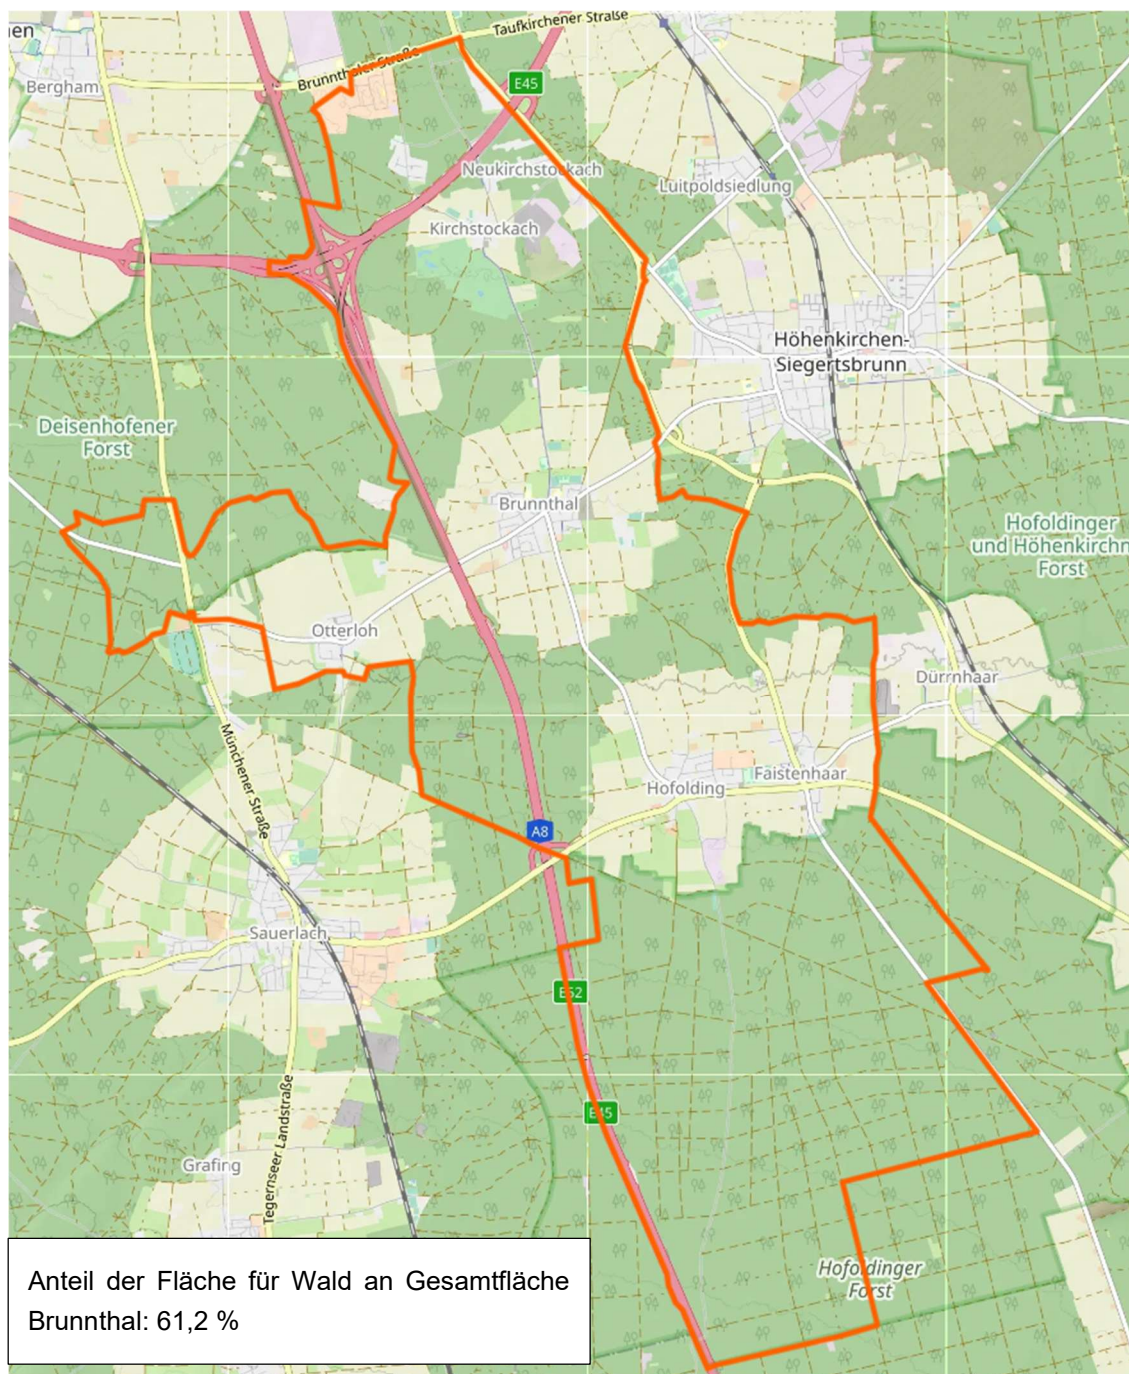 nen
Taufkirchener Straße
Bergham
Brunnthaler Straße
E45
Neukirchstockach
Luitpoldsiedlung
Kirchstockach
Höhenkirchen-
Siegertsbrunn
Deisenhofener
Forst
Brunnthal
Hofoldinger
und Höhenkirchn
Forst
Otterloh
Dürrnhaar
Münchener Straße
Faistenhaar
Hofolding
A8
Sauerlach
E52
E45
Tegernseer Landstraße
Grafing
Hofoldinger
Forst
Anteil der Fläche für Wald an Gesamtfläche
Brunnthal: 61,2 %